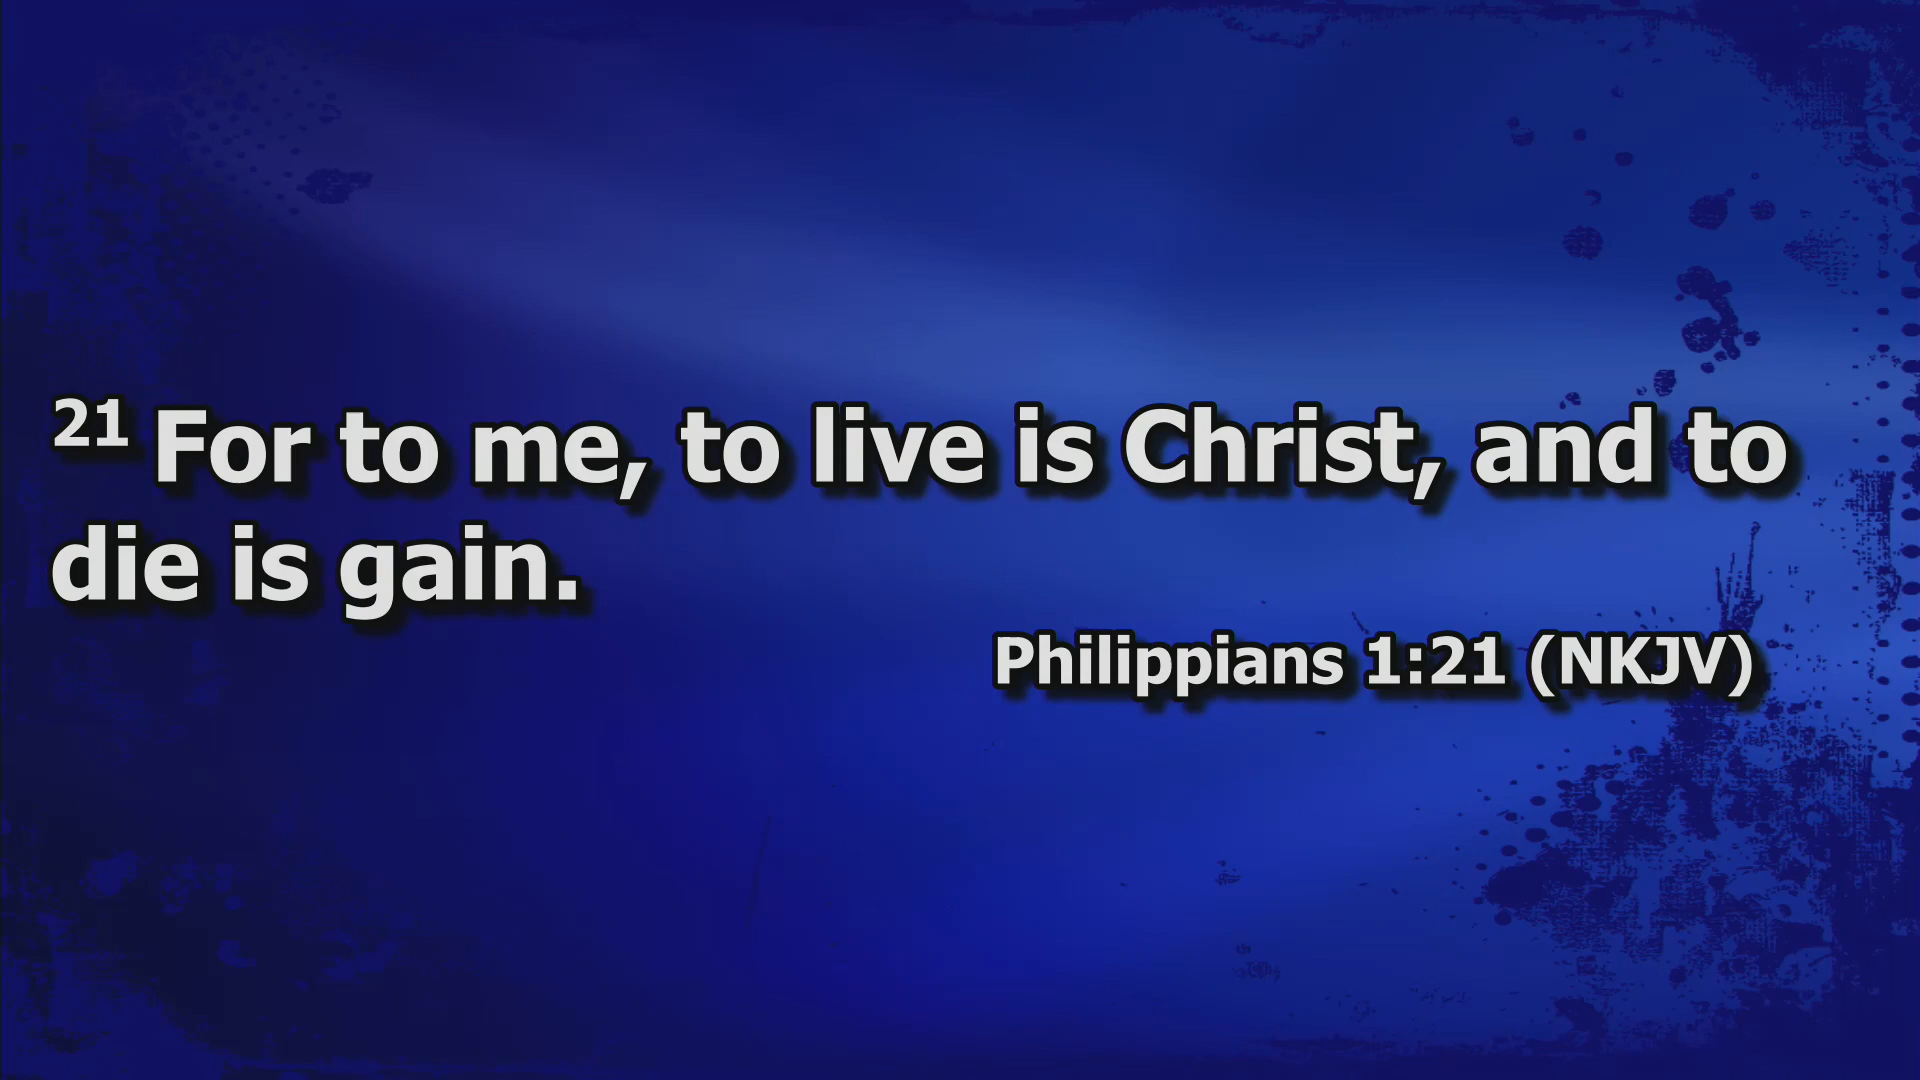 21 For to me, to live is Christ, and to
die is gain.
Philippians 1:21 (NKJV)